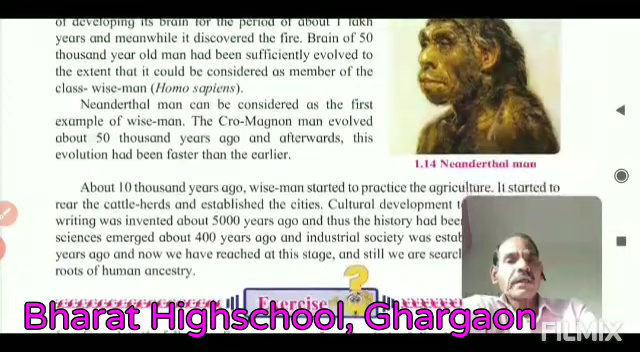 of developing its brain for the period of about 1 lakh
years and meanwhile it discovered the fire. Brain of 50
thousand year old man had been sufficiently evolved to
the extent that it could be considered as member of the
class- wise-man (Homo sapiens).
Neanderthal man can be considered as the first
example of wise-man. The Cro-Magnon man evolved
about 50 thousand years ago and afterwards, this
evolution had been faster than the earlier.
1.14 Neanderthal man
About 10 thousand years ago, wise-man started to practice the agriculture. It started to
rear the cattle-herds and established the cities. Cultural development
writing was invented about 5000 years ago and thus the history had
sciences emerged about 400 years ago and industrial society was
years ago and now we have reached at this stage, and still we are
roots of human ancestry.
Exercise
Bharat Highschool, Ghargaon
FILMIX